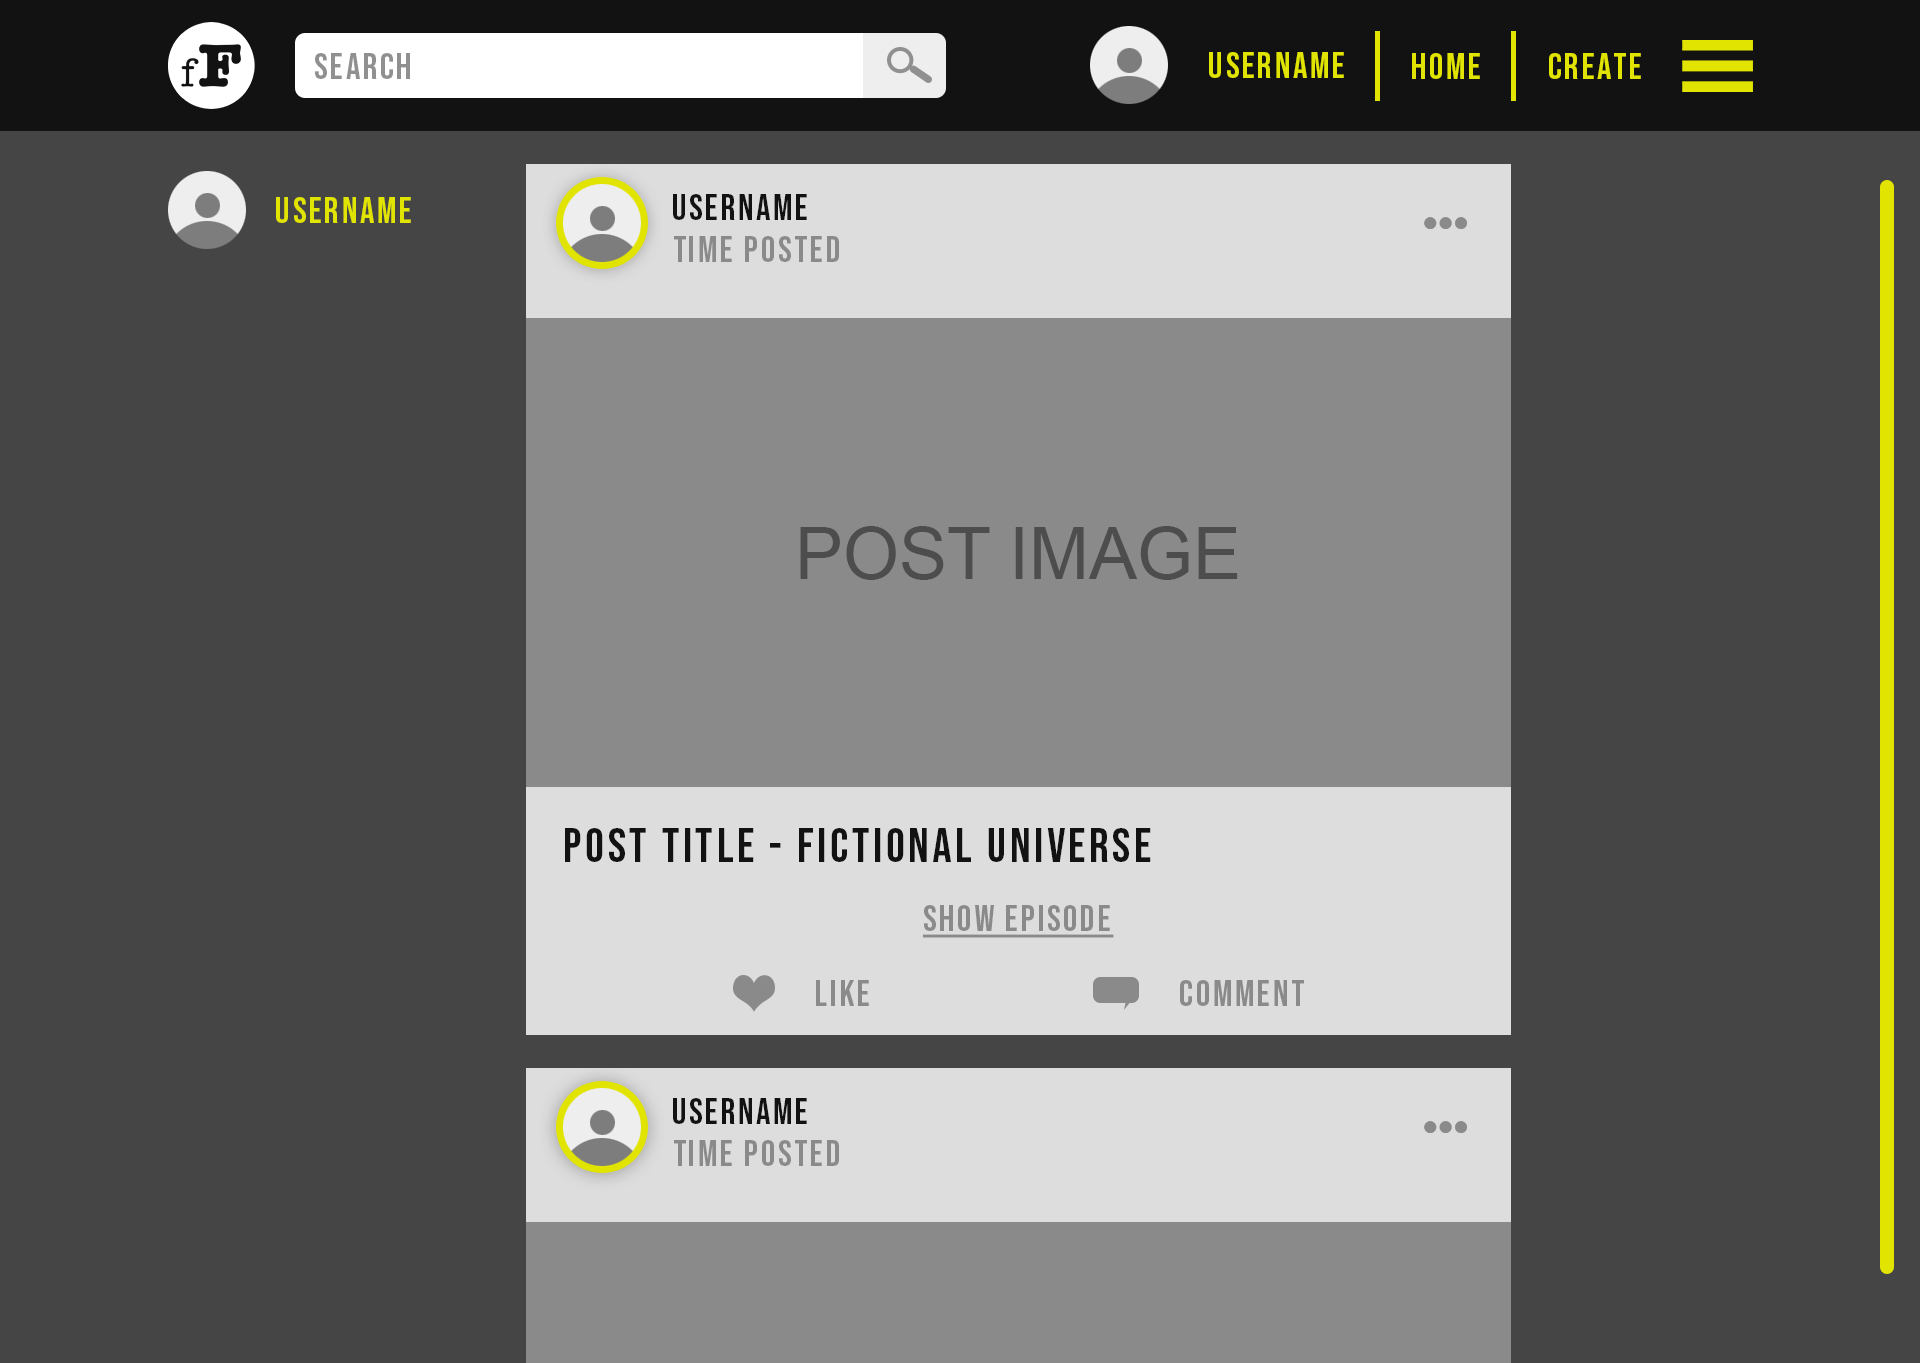 fF
SEARCH
USERNAME
HOME
CREATE
USERNAME
USERNAME
TIME POSTED
POST IMAGE
POST TITLE - FICTIONAL UNIVERSE
SHOW EPISODE
LIKE
COMMENT
USERNAME
TIME POSTED